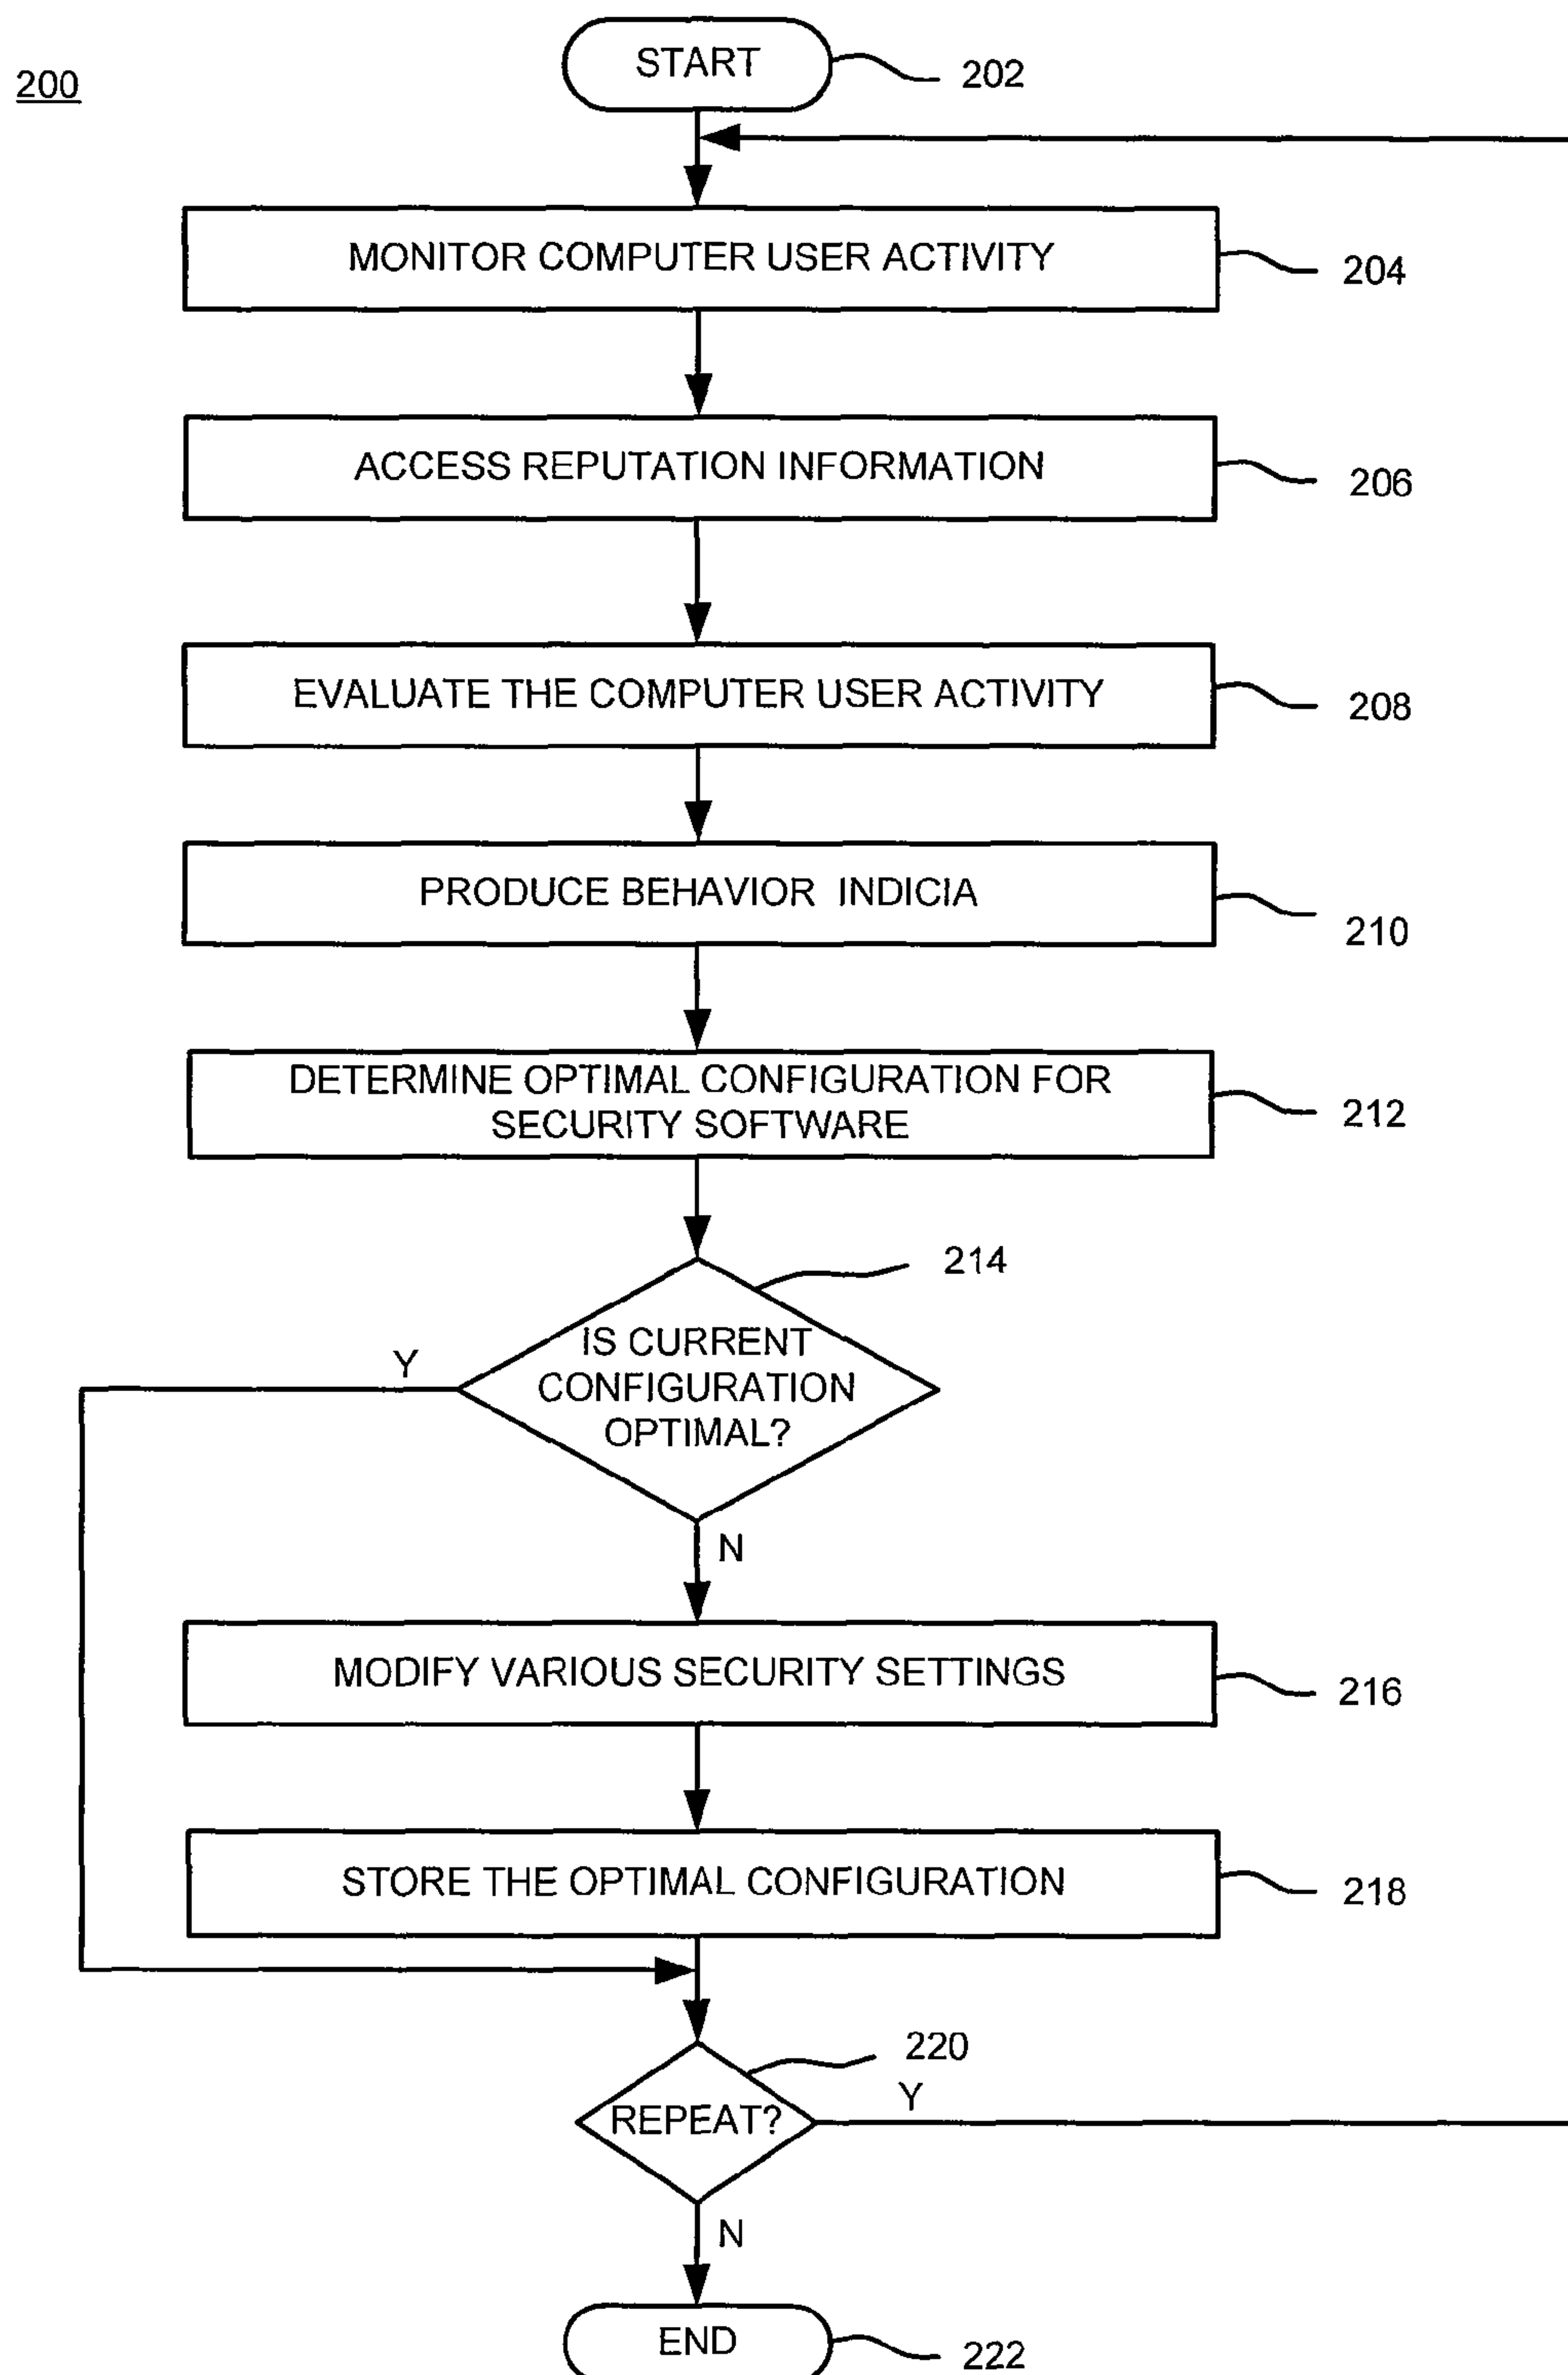 200
START
202
MONITOR COMPUTER USER ACTIVITY
204
ACCESS REPUTATION INFORMATION
206
EVALUATE THE COMPUTER USER ACTIVITY
208
PRODUCE BEHAVIOR INDICIA
210
DETERMINE OPTIMAL CONFIGURATION FOR
SECURITY SOFTWARE
212
214
IS CURRENT
CONFIGURATION
OPTIMAL?
Y
N
MODIFY VARIOUS SECURITY SETTINGS
216
STORE THE OPTIMAL CONFIGURATION
218
220
REPEAT?
Y
N
END
222